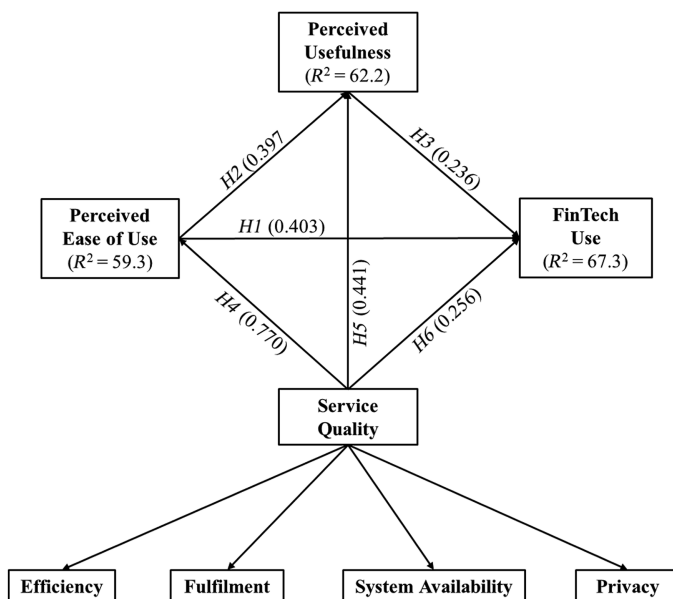 Perceived
Usefulness
(R² = 62.2)
H2 (0.397
H3 (0.236)
Perceived
Ease of Use
(R² = 59.3)
H1 (0.403)
FinTech
Use
(R² = 67.3)
H4 (0.770)
H5 (0.441)
H6 (0.256)
Service
Quality
Efficiency
Fulfilment
System Availability
Privacy